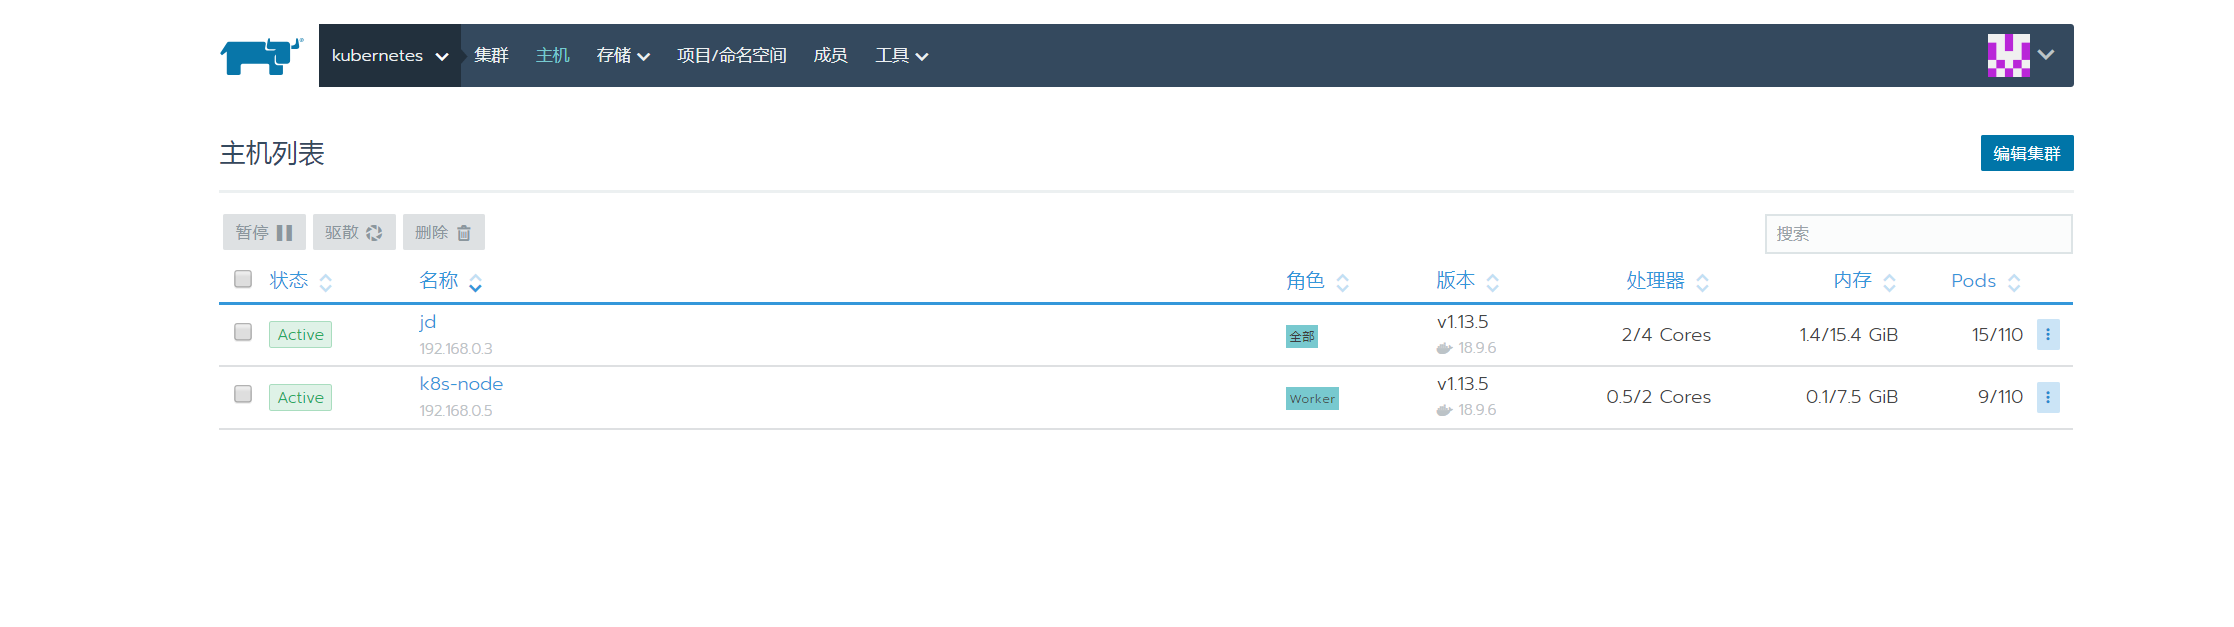 kubernetes 集群 主机 存储 项目/命名空间 成员 工具
主机列表 编辑集群
暂停 驱散 删除 搜索
状态 名称 角色 版本 处理器 内存 Pods
Active jd 全部 v1.13.5 2/4 Cores 1.4/15.4 GiB 15/110
192.168.0.3 18.9.6
Active k8s-node Worker v1.13.5 0.5/2 Cores 0.1/7.5 GiB 9/110
192.168.0.5 18.9.6